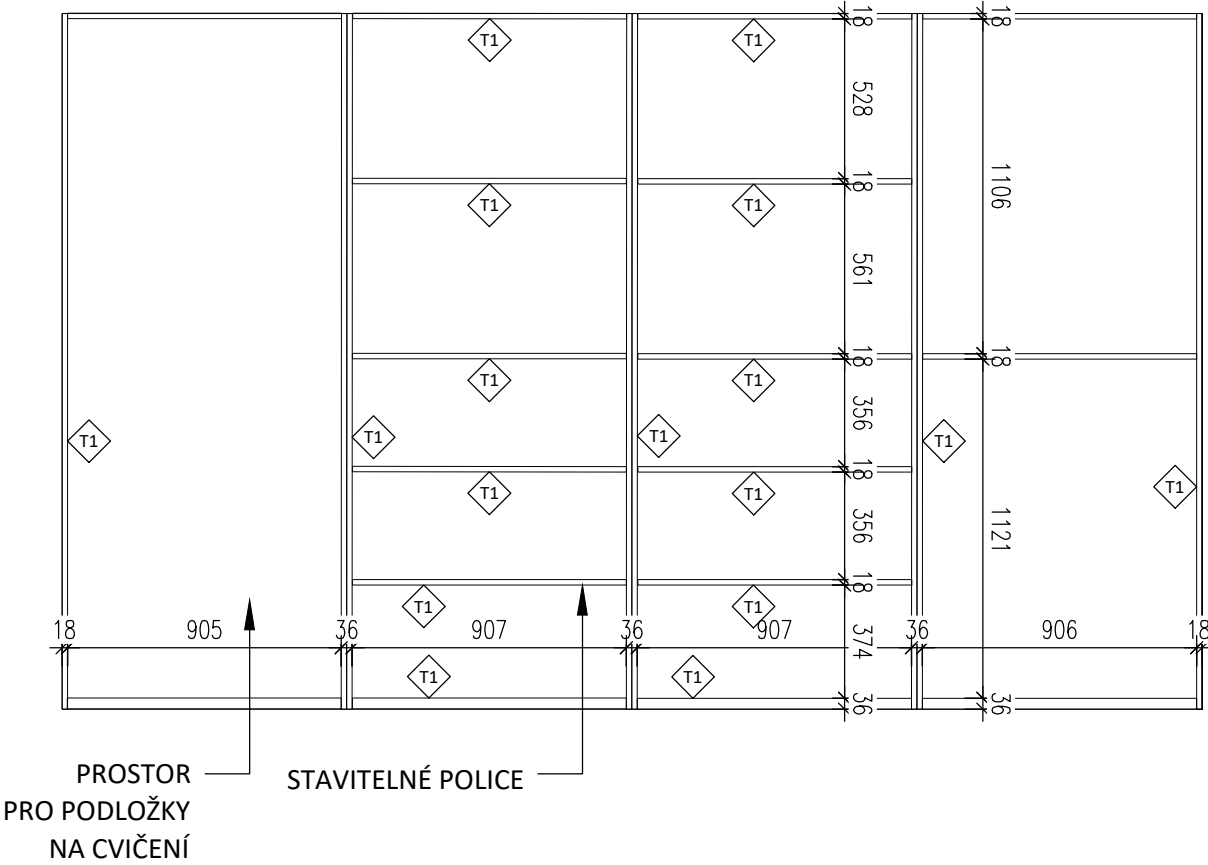 18
18
T1
T1
528
18
1106
T1
T1
561
18
18
T1
T1
356
T1
T1
T1
T1
18
T1
T1
T1
356
1121
18
T1
T1
18
905
36
907
36
907
374
36
906
18
T1
T1
36
36
PROSTOR
PRO PODLOŽKY
NA CVIČENÍ
STAVITELNÉ POLICE